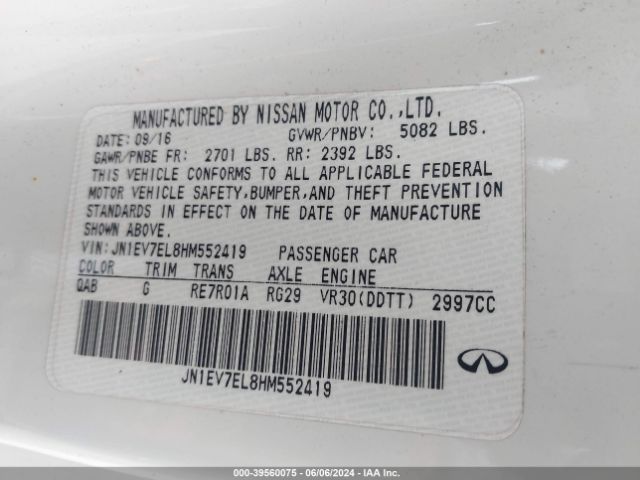 MANUFACTURED BY NISSAN MOTOR CO.,LTD.
DATE: 09/16 GVWR/PNBV: 5082 LBS.
GAWR/PNBE FR: 2701 LBS. RR: 2392 LBS.
THIS VEHICLE CONFORMS TO ALL APPLICABLE FEDERAL
MOTOR VEHICLE SAFETY,BUMPER,AND THEFT PREVENTION
STANDARDS IN EFFECT ON THE DATE OF MANUFACTURE
SHOWN ABOVE.
VIN:JN1EV7EL8HM552419 PASSENGER CAR
COLOR TRIM TRANS AXLE ENGINE
QAB G RE7R01A RG29 VR30(DDTT) 2997CC
JN1EV7EL8HM552419
000-39560075 - 06/06/2024 - IAA Inc.